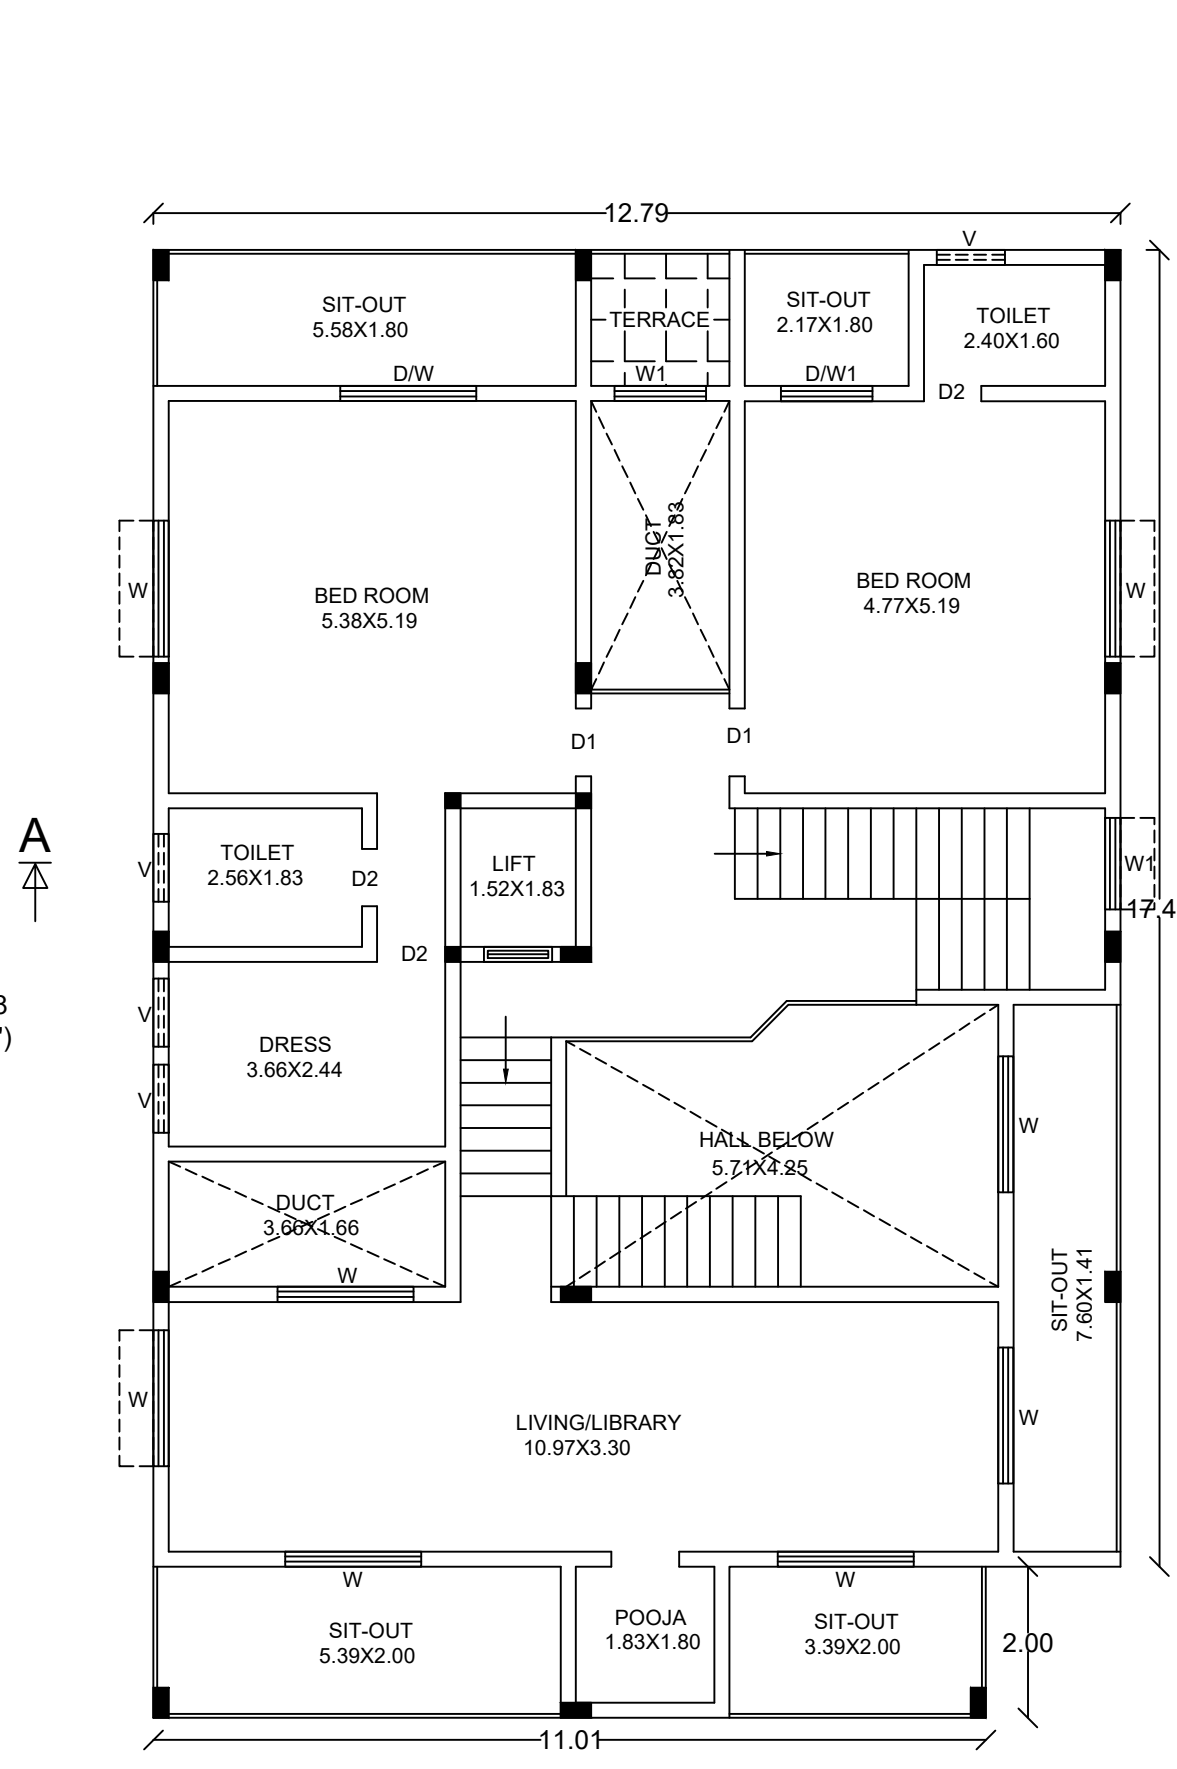 12.79
V
SIT-OUT
5.58X1.80
TERRACE
SIT-OUT
2.17X1.80
TOILET
2.40X1.60
D/W
W1
D/W1
D2
DUCT
3.82X1.83
W
BED ROOM
5.38X5.19
BED ROOM
4.77X5.19
W
D1
D1
A
V
TOILET
2.56X1.83
D2
LIFT
1.52X1.83
W1
17.4
D2
V
DRESS
3.66X2.44
V
HALL BELOW
5.71X4.25
W
DUCT
3.66X1.66
W
SIT-OUT
7.60X1.41
W
LIVING/LIBRARY
10.97X3.30
W
W
W
SIT-OUT
5.39X2.00
POOJA
1.83X1.80
SIT-OUT
3.39X2.00
2.00
11.01